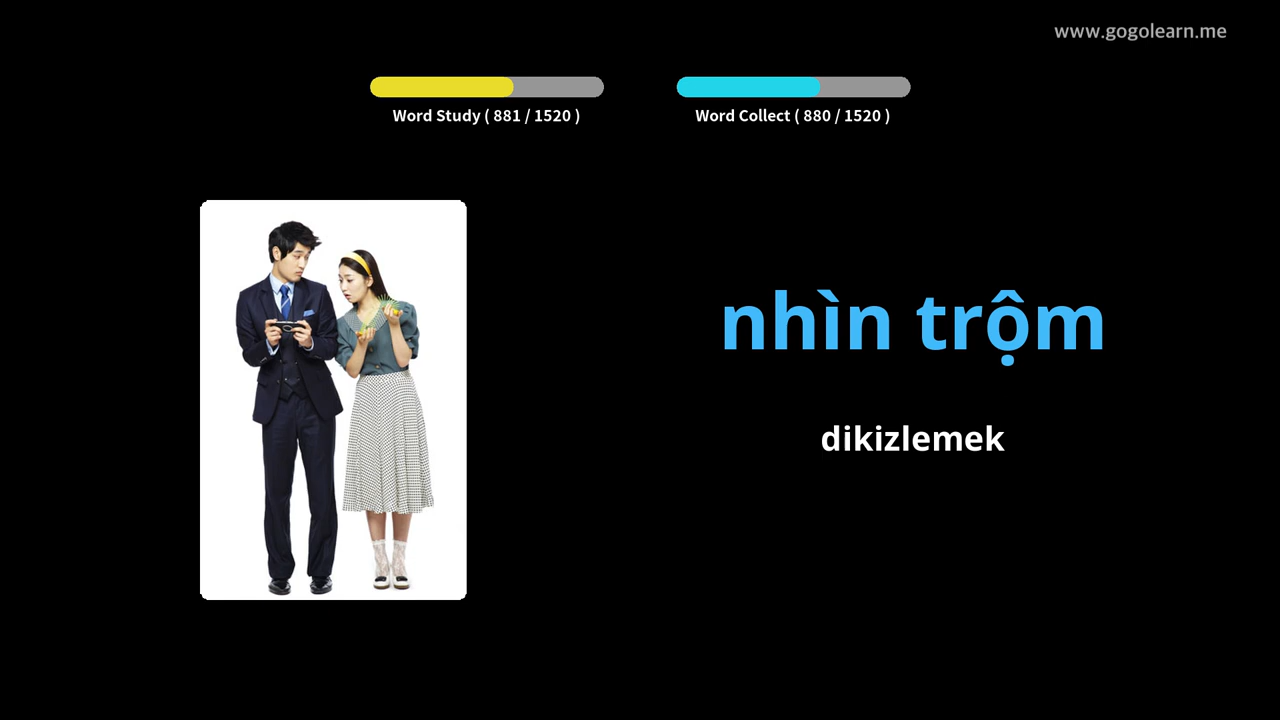 www.gogolearn.me
Word Study ( 881 / 1520 )
Word Collect ( 880 / 1520 )
nhìn trộm
dikizlemek